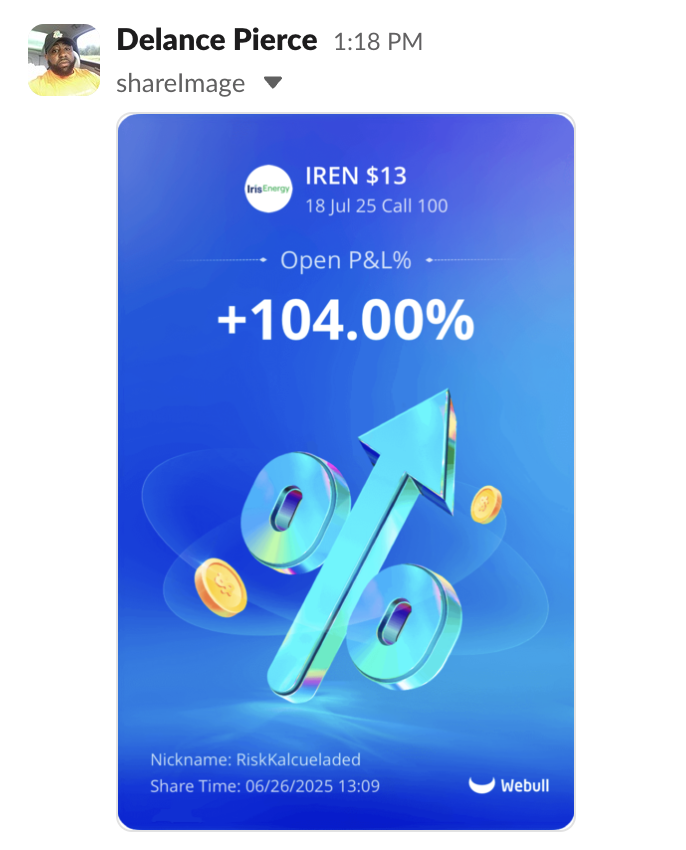 Delance Pierce 1:18 PM
shareImage
IrisEnergy
IREN $13
18 Jul 25 Call 100
Open P&L%
+104.00%
Nickname: RiskKalcueladed
Share Time: 06/26/2025 13:09
Webull